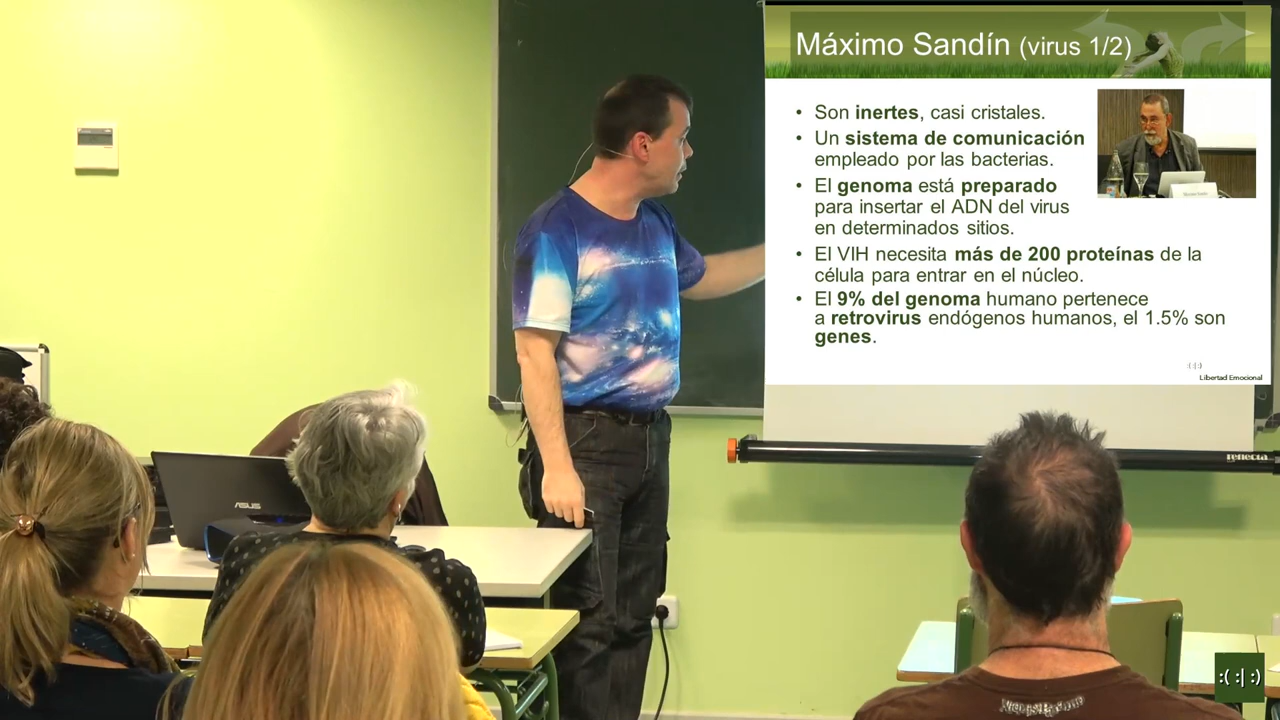 Máximo Sandín (virus 1/2)
• Son inertes, casi cristales.
• Un sistema de comunicación
empleado por las bacterias.
• El genoma está preparado
para insertar el ADN del virus
en determinados sitios.
• El VIH necesita más de 200 proteínas de la
célula para entrar en el núcleo.
• El 9% del genoma humano pertenece
a retrovirus endógenos humanos, el 1.5% son
genes.
:(:|:)
Libertad Emocional
ASUS
reflecta
:(:|:)